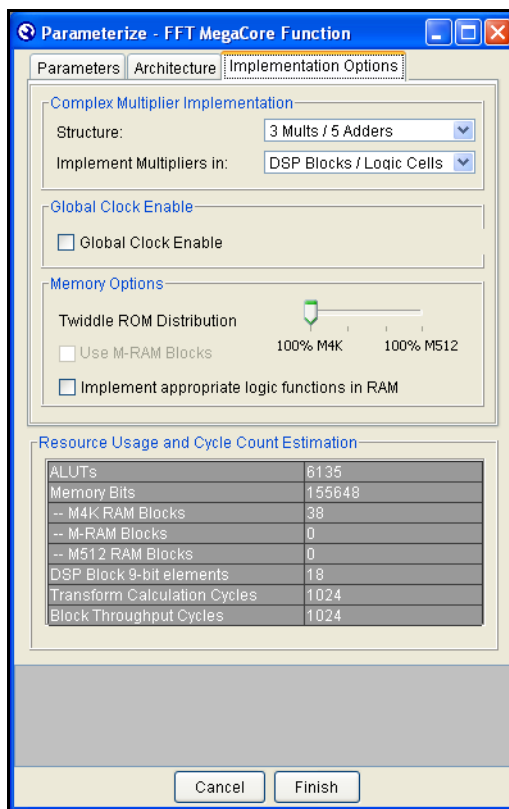 Parameterize - FFT MegaCore Function
Parameters Architecture Implementation Options
Complex Multiplier Implementation
Structure: 3 Mults / 5 Adders
Implement Multipliers in: DSP Blocks / Logic Cells
Global Clock Enable
Global Clock Enable
Memory Options
Twiddle ROM Distribution
100% M4K 100% M512
Use M-RAM Blocks
Implement appropriate logic functions in RAM
Resource Usage and Cycle Count Estimation
ALUTs 6135
Memory Bits 155648
-- M4K RAM Blocks 38
-- M-RAM Blocks 0
-- M512 RAM Blocks 0
DSP Block 9-bit elements 18
Transform Calculation Cycles 1024
Block Throughput Cycles 1024
Cancel Finish